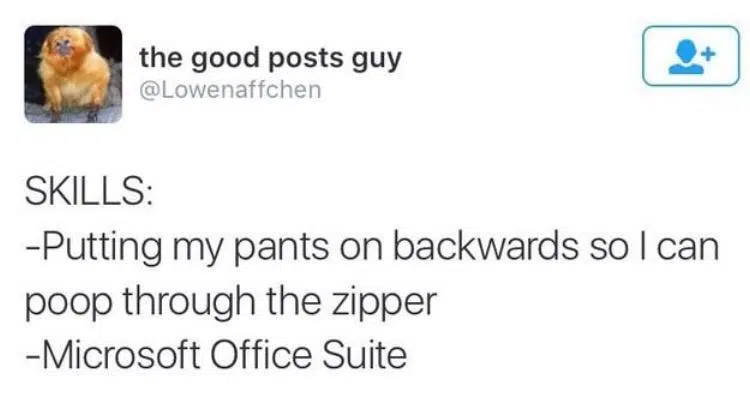 the good posts guy
@Lowenaffchen
SKILLS:
-Putting my pants on backwards so I can
poop through the zipper
-Microsoft Office Suite